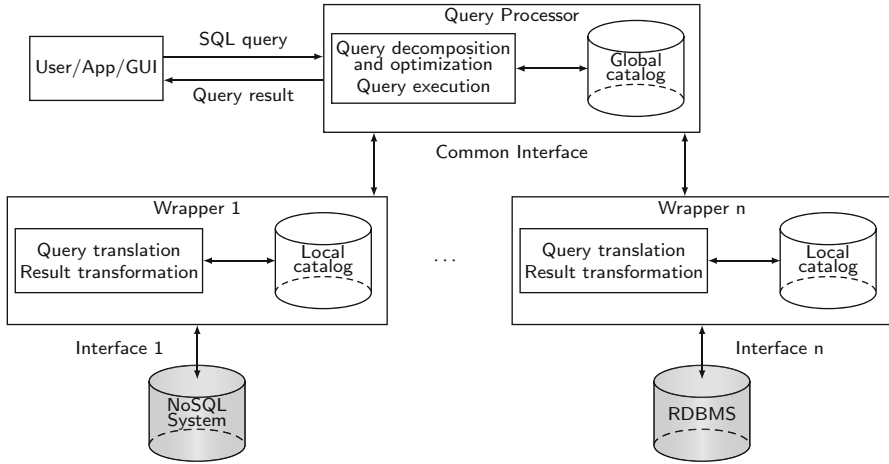 Query Processor
SQL query
User/App/GUI
Query result
Query decomposition
and optimization
Query execution
Global
catalog
Common Interface
Wrapper 1
Query translation
Result transformation
Local
catalog
...
Wrapper n
Query translation
Result transformation
Local
catalog
Interface 1
Interface n
NoSQL
System
RDBMS